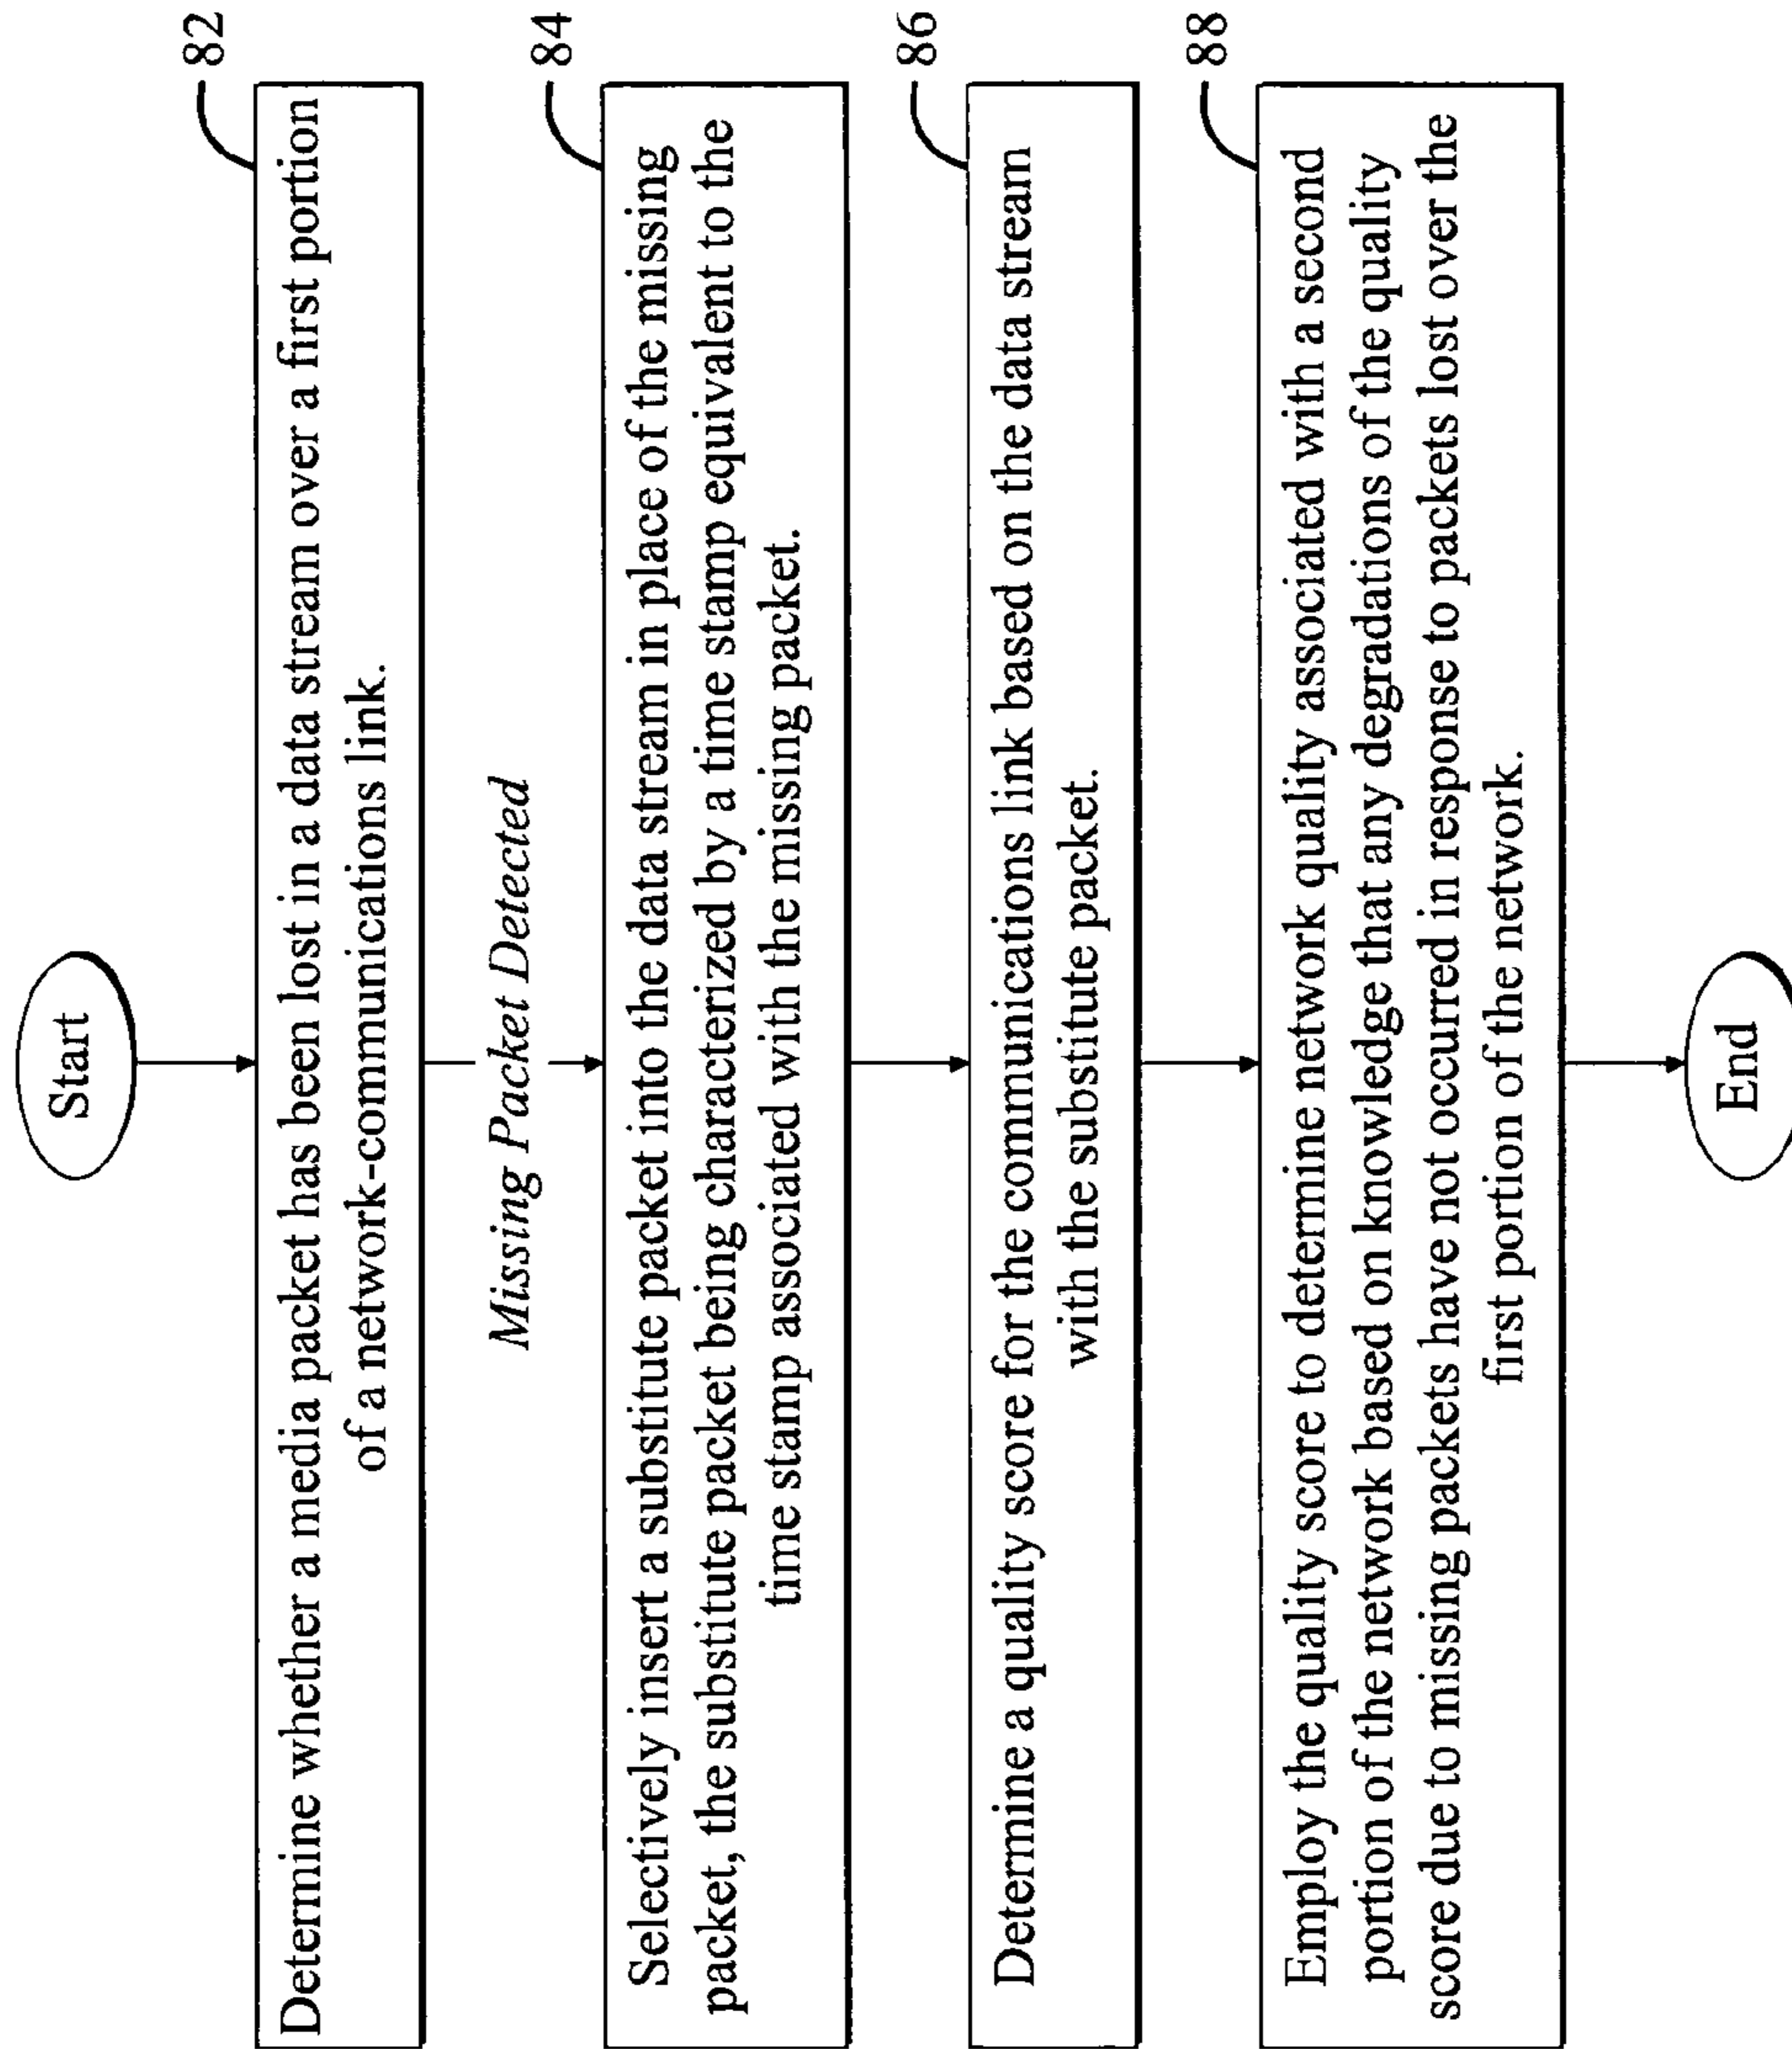 Start
82
Determine whether a media packet has been lost in a data stream over a first portion
of a network-communications link.
Missing Packet Detected
84
Selectively insert a substitute packet into the data stream in place of the missing
packet, the substitute packet being characterized by a time stamp equivalent to the
time stamp associated with the missing packet.
86
Determine a quality score for the communications link based on the data stream
with the substitute packet.
88
Employ the quality score to determine network quality associated with a second
portion of the network based on knowledge that any degradations of the quality
score due to missing packets have not occurred in response to packets lost over the
first portion of the network.
End